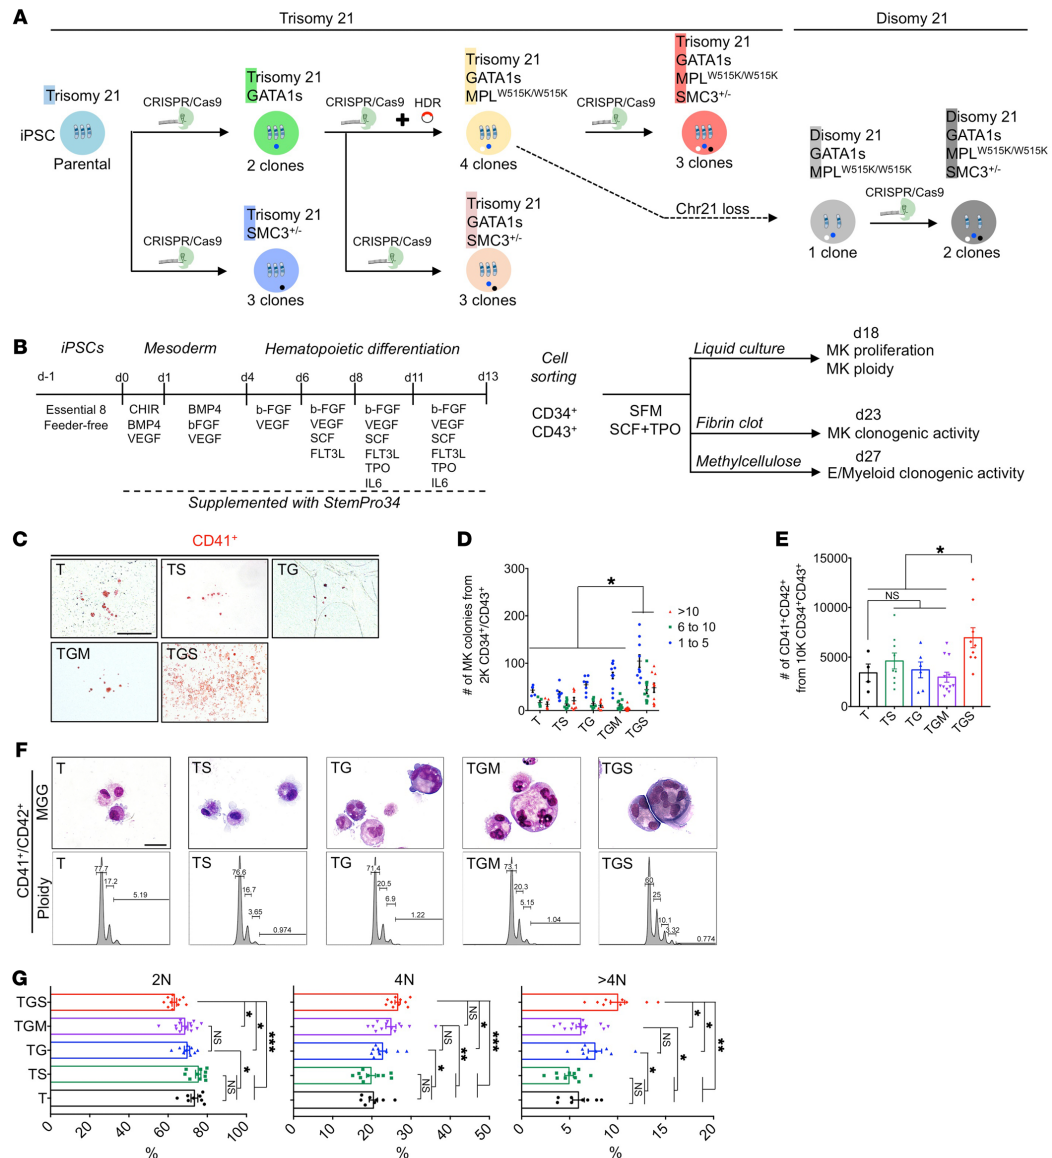 A
Trisomy 21
Disomy 21
Trisomy 21
iPSC
Parental
CRISPR/Cas9
Trisomy 21
GATA1s
2 clones
CRISPR/Cas9
HDR
Trisomy 21
GATA1s
MPLW515K/W515K
4 clones
CRISPR/Cas9
Trisomy 21
GATA1s
MPLW515K/W515K
SMC3+/-
3 clones
Chr21 loss
Disomy 21
GATA1s
MPLW515K/W515K
1 clone
CRISPR/Cas9
Disomy 21
GATA1s
MPLW515K/W515K
SMC3+/-
2 clones
CRISPR/Cas9
Trisomy 21
SMC3+/-
3 clones
CRISPR/Cas9
Trisomy 21
GATA1s
SMC3+/-
3 clones
B
iPSCs
Mesoderm
Hematopoietic differentiation
d-1
d0
d1
d4
d6
d8
d11
d13
Essential 8
Feeder-free
CHIR
BMP4
VEGF
BMP4
bFGF
VEGF
b-FGF
VEGF
b-FGF
VEGF
SCF
FLT3L
b-FGF
VEGF
SCF
FLT3L
TPO
IL6
b-FGF
VEGF
SCF
FLT3L
TPO
IL6
Supplemented with StemPro34
Cell
sorting
CD34+
CD43+
SFM
SCF+TPO
Liquid culture
d18
MK proliferation
MK ploidy
Fibrin clot
d23
MK clonogenic activity
Methylcellulose
d27
E/Myeloid clonogenic activity
C
CD41+
T
TS
TG
TGM
TGS
D
# of MK colonies from
2K CD34+/CD43+
300
200
100
50
0
*
>10
6 to 10
1 to 5
T
TS
TG
TGM
TGS
E
# of CD41+CD42+
from 10K CD34+CD43+
15000
10000
5000
0
NS
*
T
TS
TG
TGM
TGS
F
CD41+/CD42+
MGG
T
TS
TG
TGM
TGS
Ploidy
T
77.7
17.2
5.19
TS
76.6
16.7
3.65
0.974
TG
71.4
20.5
6.9
1.22
TGM
73.1
20.3
5.15
1.04
TGS
60
25
10.1
3.32
0.774
G
2N
4N
>4N
TGS
TGM
TG
TS
T
NS
NS
*
*
*
***
0
20
40
60
80
100
%
NS
NS
*
**
NS
*
***
0
10
20
30
40
50
%
NS
NS
*
*
*
*
**
0
5
10
15
20
%